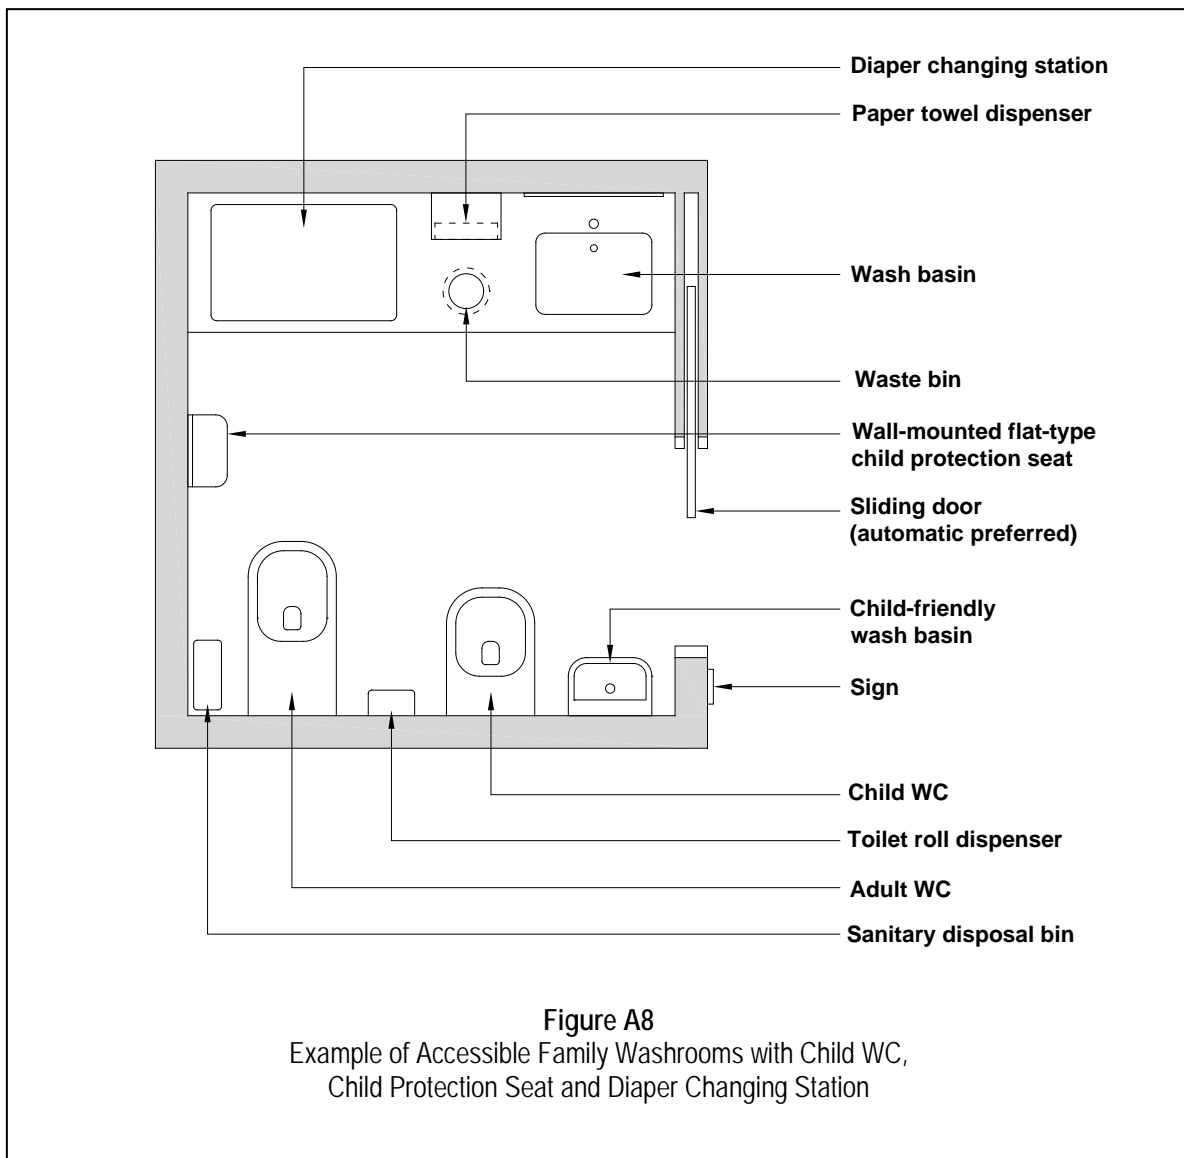 Diaper changing station
Paper towel dispenser
Wash basin
Waste bin
Wall-mounted flat-type
child protection seat
Sliding door
(automatic preferred)
Child-friendly
wash basin
Sign
Child WC
Toilet roll dispenser
Adult WC
Sanitary disposal bin
Figure A8
Example of Accessible Family Washrooms with Child WC,
Child Protection Seat and Diaper Changing Station